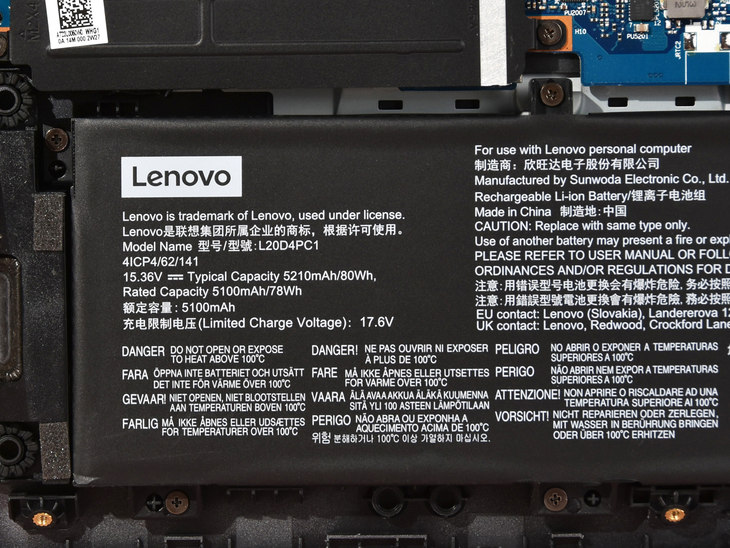 WHG1
0A 14M 000 2W27
PU2007
H10
PU5201
JRTC2
Lenovo
Lenovo is trademark of Lenovo, used under license.
Lenovo是联想集团所属企业的商标，根据许可使用。
Model Name 型号/型號: L20D4PC1
4ICP4/62/141
15.36V Typical Capacity 5210mAh/80Wh,
Rated Capacity 5100mAh/78Wh
额定容量: 5100mAh
充电限制电压(Limited Charge Voltage)： 17.6V
For use with Lenovo personal computer
制造商：欣旺达电子股份有限公司
Manufactured by Sunwoda Electronic Co., Ltd.
Rechargeable Li-ion Battery/锂离子电池组
Made in China 制造地:中国
CAUTION: Replace with same type only.
Use of another battery may present a fire or expl
PLEASE REFER TO USER MANUAL OR FOLL
ORDINANCES AND/OR REGULATIONS FOR D
注意: 用错误型号电池更换会有爆炸危险. 务必按照
注意: 用錯誤型號電池更換會有爆炸危險. 務必按照
EU contact: Lenovo (Slovakia), Landererova 12
UK contact: Lenovo, Redwood, Crockford Lane
DANGER DO NOT OPEN OR EXPOSE
TO HEAT ABOVE 100°C
FARA ÖPPNA INTE BATTERIET OCH UTSÄTT
DET INTE FÖR VÄRME ÖVER 100°C
GEVAAR! NIET OPENEN, NIET BLOOTSTELLEN
AAN TEMPERATUREN BOVEN 100°C
FARLIG MÅ IKKE ÅBNES ELLER UDSÆTTES
FOR TEMPERATURER OVER 100°C
DANGER! NE PAS OUVRIR NI EXPOSER
À PLUS DE 100°C
FARE MÅ IKKE ÅPNES ELLER UTSETTES
FOR VARME OVER 100°C
VAARA ÄLÄ AVAA AKKUA ÄLÄKÄ KUUMENNA
SITÄ YLI 100 ASTEEN LÄMPÖTILAAN
PERIGO NÃO ABRA OU EXPONHA A
AQUECIMENTO ACIMA DE 100°C
위험 분해하거나 100°C 이상 가열하지 마십시오.
PELIGRO NO ABRIR O EXPONER A TEMPERATURAS
SUPERIORES A 100°C
PERIGO NÃO ABRIR NEM EXPOR A TEMPERATURAS
SUPERIORES A 100°C
ATTENZIONE! NON APRIRE O RISCALDARE AD UNA
TEMPERATURA SUPERIORE AI 100°C
VORSICHT! NICHT REPARIEREN ODER ZERLEGEN,
MIT WASSER IN BERÜHRUNG BRINGEN
ODER ÜBER 100°C ERHITZEN